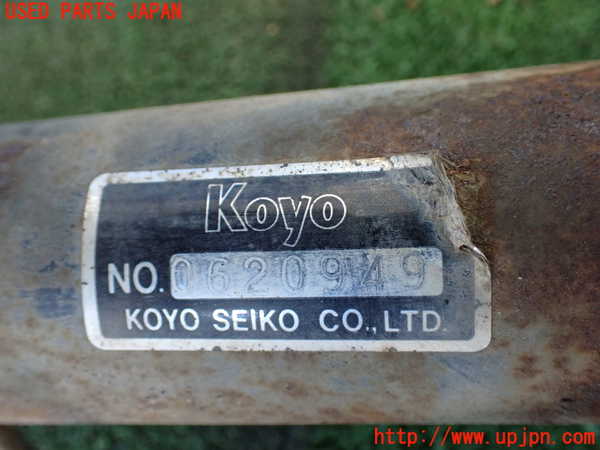 USED PARTS JAPAN
Koyo
NO. 0620949
KOYO SEIKO CO., LTD.
http://www.upjpn.com/